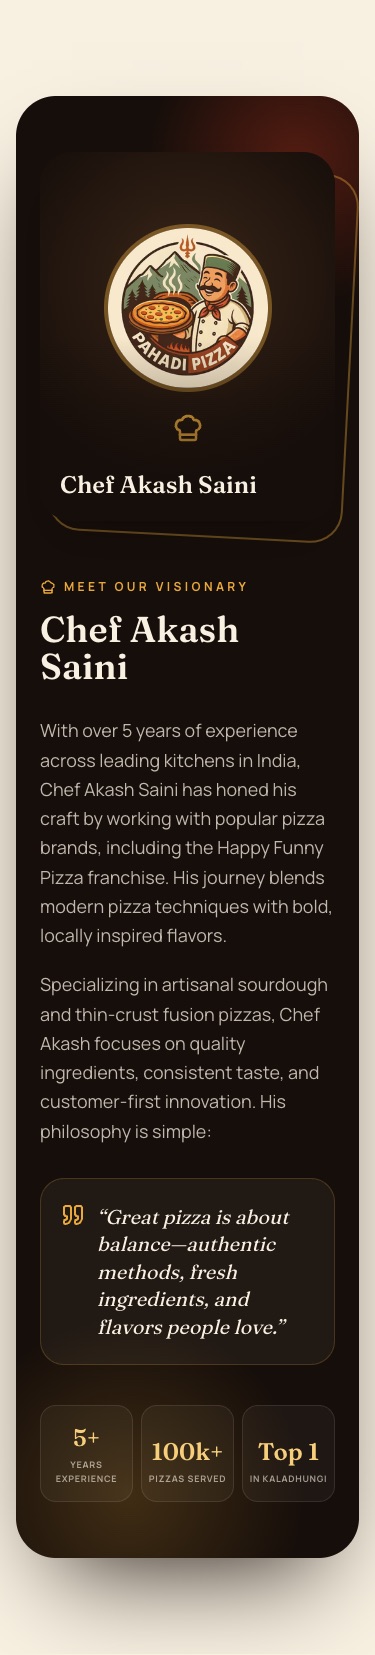 PAHADI PIZZA
Chef Akash Saini
MEET OUR VISIONARY
Chef Akash
Saini
With over 5 years of experience
across leading kitchens in India,
Chef Akash Saini has honed his
craft by working with popular pizza
brands, including the Happy Funny
Pizza franchise. His journey blends
modern pizza techniques with bold,
locally inspired flavors.
Specializing in artisanal sourdough
and thin-crust fusion pizzas, Chef
Akash focuses on quality
ingredients, consistent taste, and
customer-first innovation. His
philosophy is simple:
“Great pizza is about
balance—authentic
methods, fresh
ingredients, and
flavors people love.”
5+
YEARS
EXPERIENCE
100k+
PIZZAS SERVED
Top 1
IN KALADHUNGI